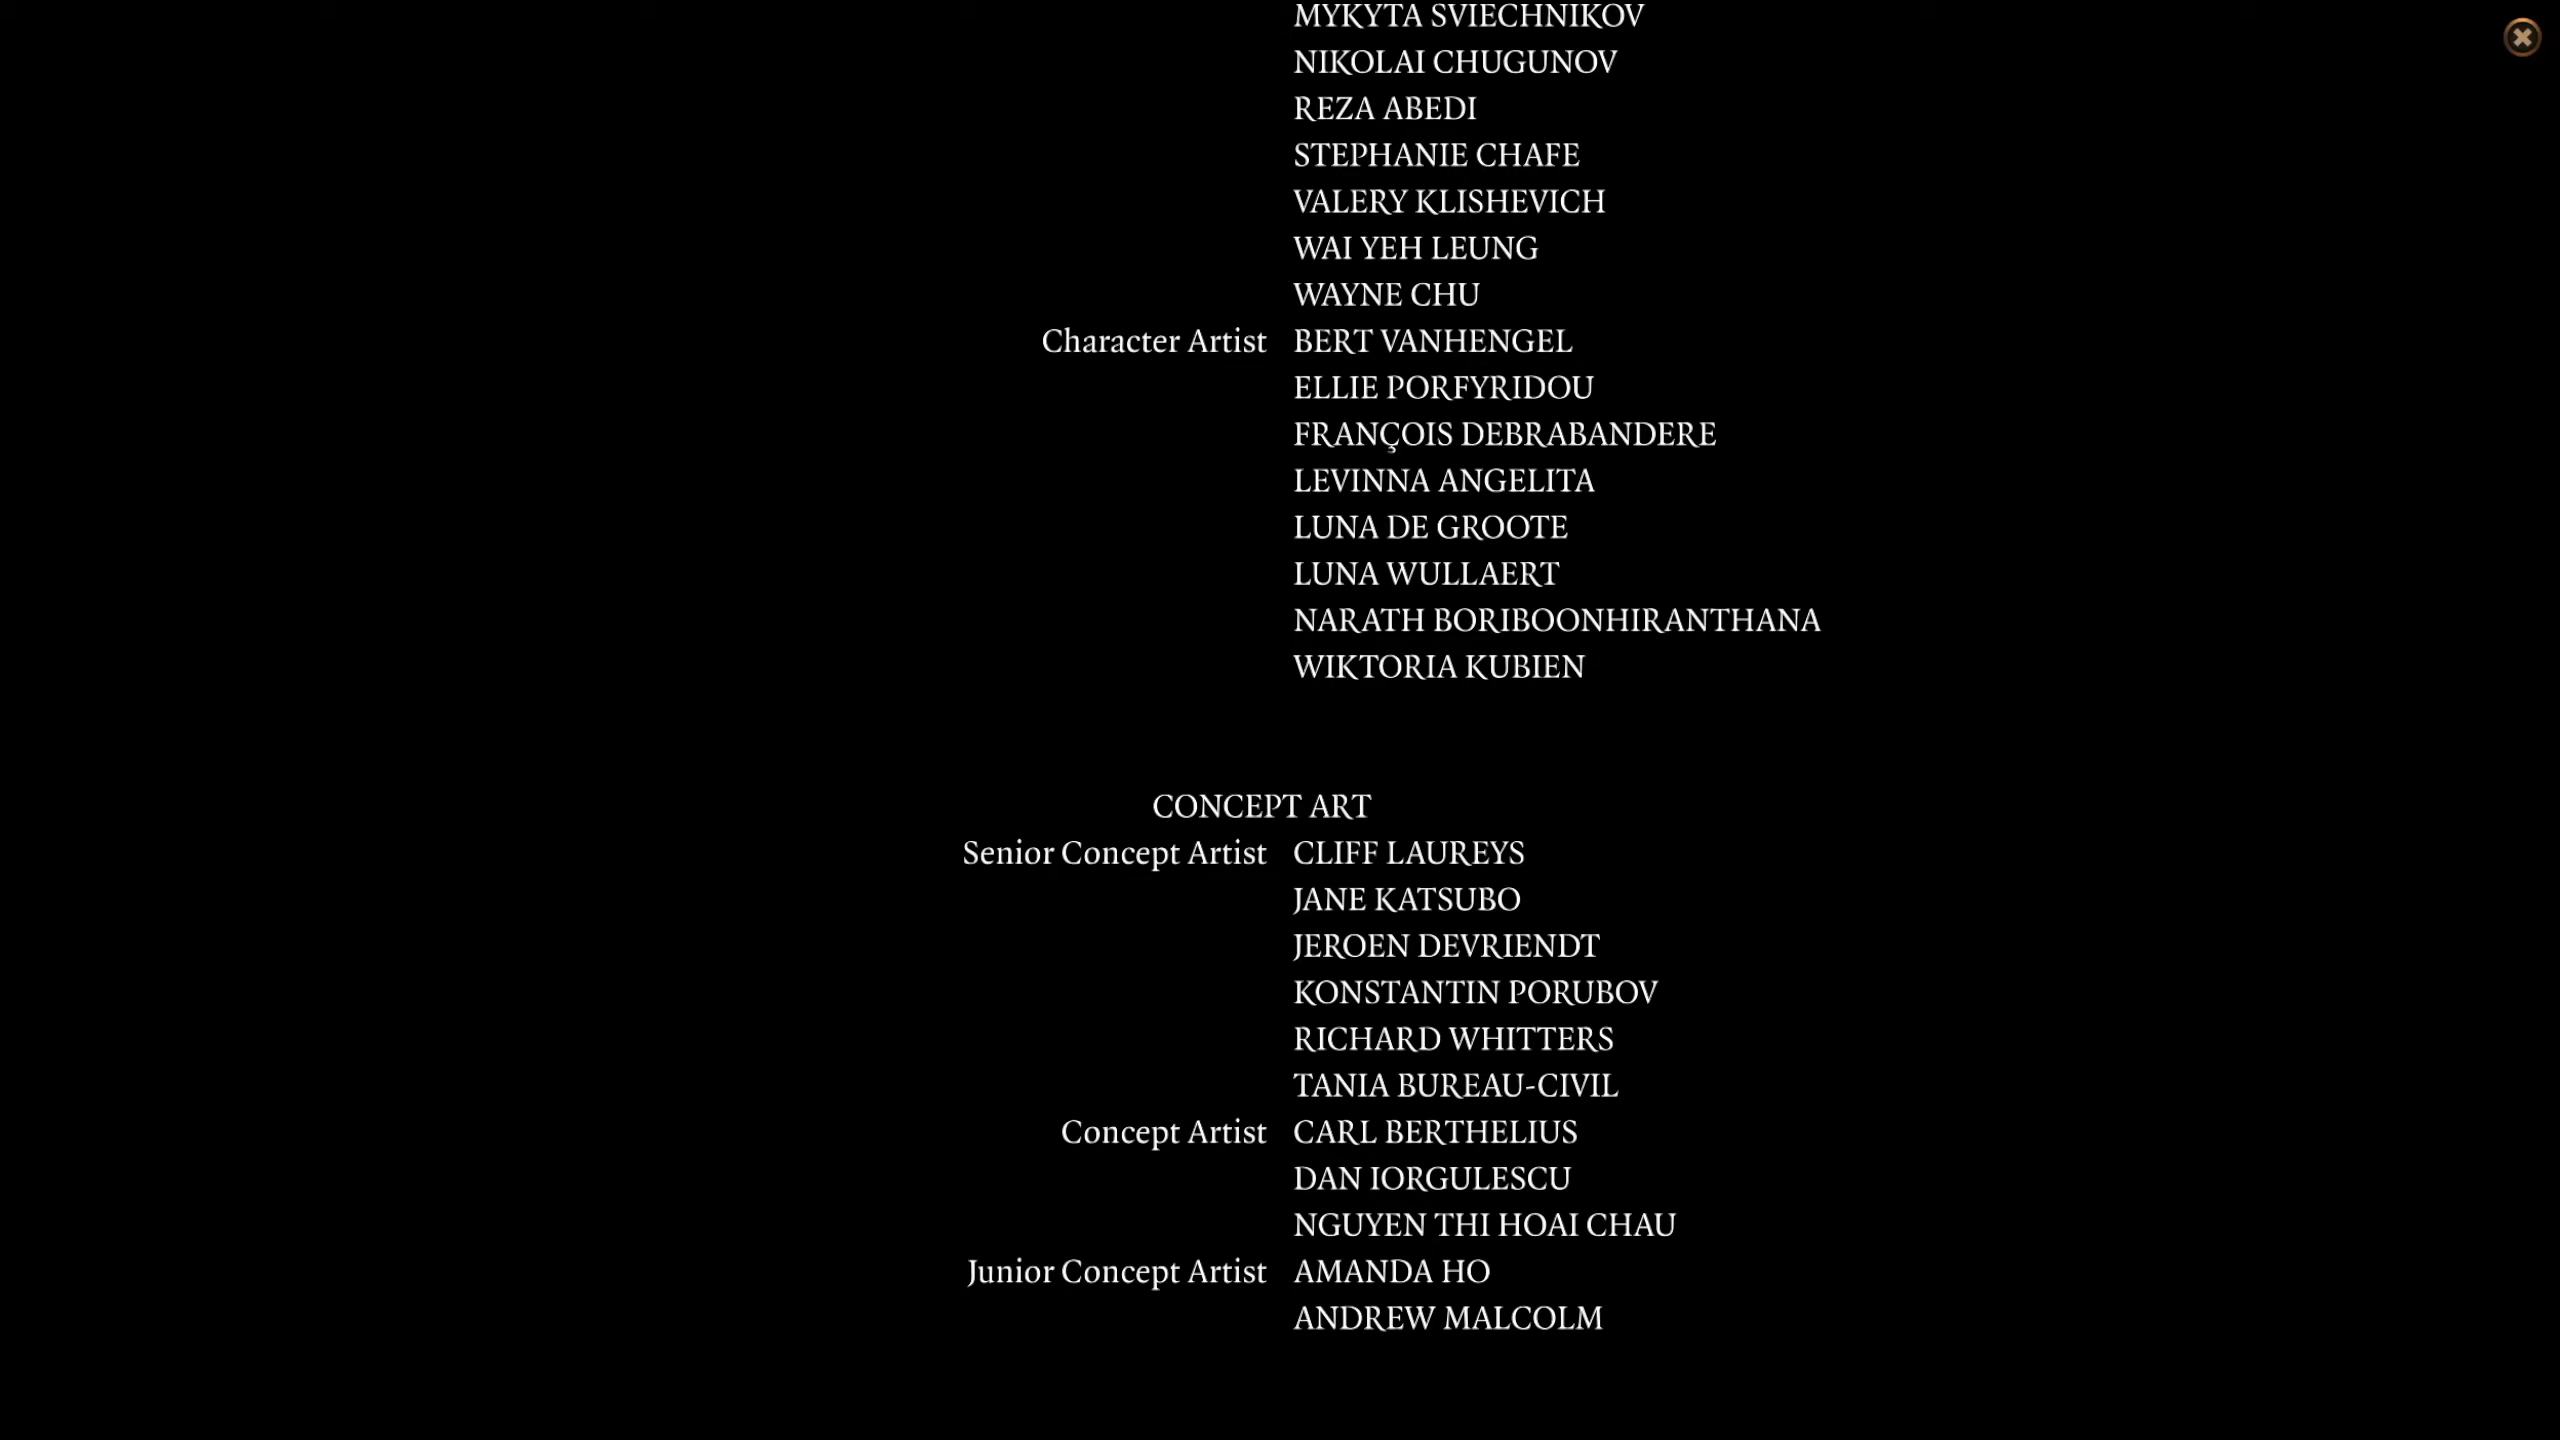 MYKYTA SVIECHNIKOV
NIKOLAI CHUGUNOV
REZA ABEDI
STEPHANIE CHAFE
VALERY KLISHEVICH
WAI YEH LEUNG
WAYNE CHU
Character Artist BERT VANHENGEL
ELLIE PORFYRIDOU
FRANÇOIS DEBRABANDERE
LEVINNA ANGELITA
LUNA DE GROOTE
LUNA WULLAERT
NARATH BORIBOONHIRANTHANA
WIKTORIA KUBIEN
CONCEPT ART
Senior Concept Artist CLIFF LAUREYS
JANE KATSUBO
JEROEN DEVRIENDT
KONSTANTIN PORUBOV
RICHARD WHITTERS
TANIA BUREAU-CIVIL
Concept Artist CARL BERTHELIUS
DAN IORGULESCU
NGUYEN THI HOAI CHAU
Junior Concept Artist AMANDA HO
ANDREW MALCOLM